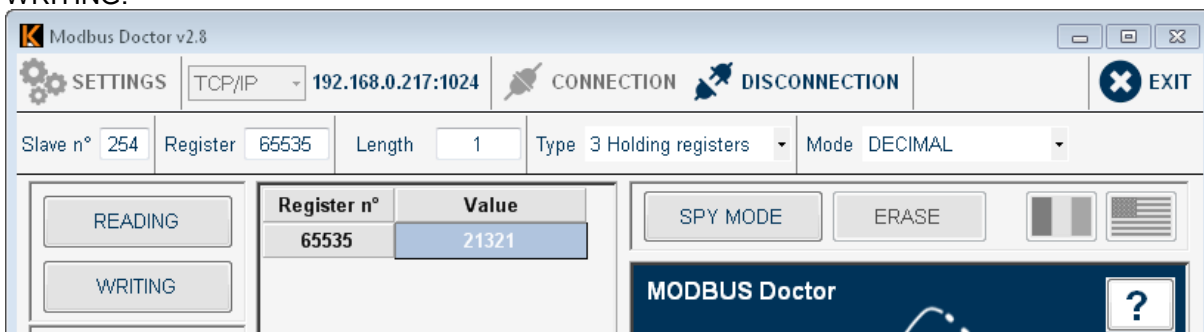 WRITING:
Modbus Doctor v2.8
SETTINGS TCP/IP 192.168.0.217:1024 CONNECTION DISCONNECTION EXIT
Slave n° 254 Register 65535 Length 1 Type 3 Holding registers Mode DECIMAL
READING Register n° Value SPY MODE ERASE
65535 21321
WRITING MODBUS Doctor ?